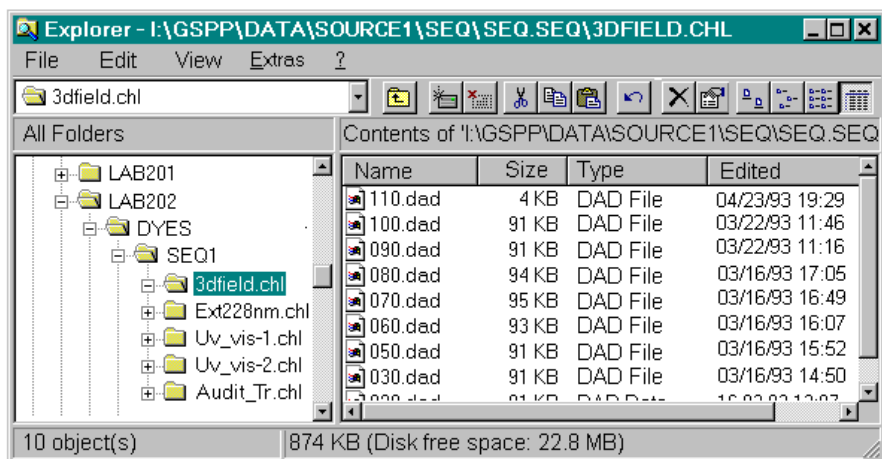 Explorer - I:\GSPP\DATA\SOURCE1\SEQ\SEQ.SEQ\3DFIELD.CHL
File Edit View Extras ?
3dfield.chl
All Folders
Contents of 'I:\GSPP\DATA\SOURCE1\SEQ\SEQ.SEQ
LAB201
LAB202
DYES
SEQ1
3dfield.chl
Ext228nm.chl
Uv_vis-1.chl
Uv_vis-2.chl
Audit_Tr.chl
Name Size Type Edited
110.dad 4 KB DAD File 04/23/93 19:29
100.dad 91 KB DAD File 03/22/93 11:46
090.dad 91 KB DAD File 03/22/93 11:16
080.dad 94 KB DAD File 03/16/93 17:05
070.dad 95 KB DAD File 03/16/93 16:49
060.dad 93 KB DAD File 03/16/93 16:07
050.dad 91 KB DAD File 03/16/93 15:52
030.dad 91 KB DAD File 03/16/93 14:50
10 object(s)
874 KB (Disk free space: 22.8 MB)